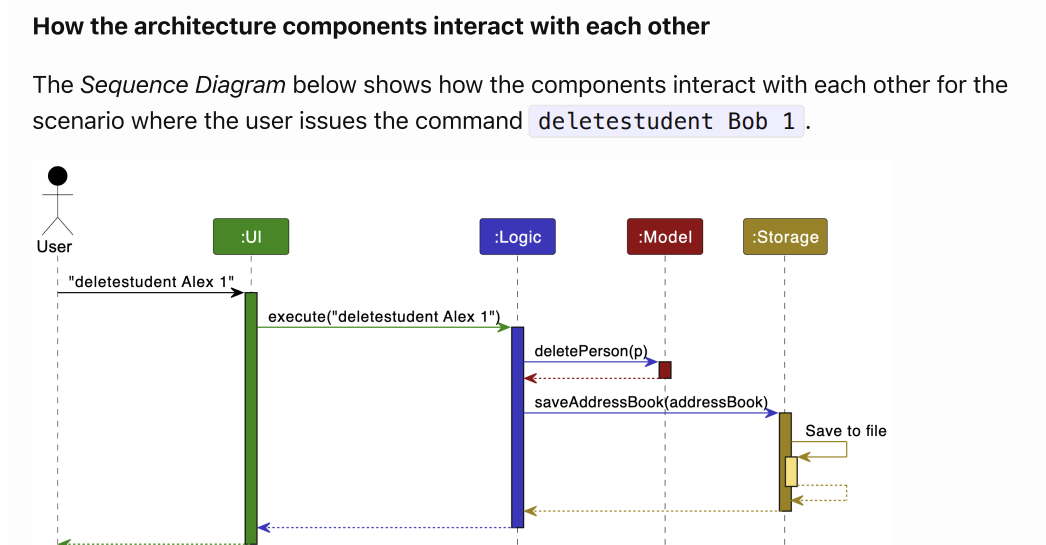 How the architecture components interact with each other
The Sequence Diagram below shows how the components interact with each other for the
scenario where the user issues the command deletestudent Bob 1.
User
:UI
:Logic
:Model
:Storage
"deletestudent Alex 1"
execute("deletestudent Alex 1")
deletePerson(p)
saveAddressBook(addressBook)
Save to file